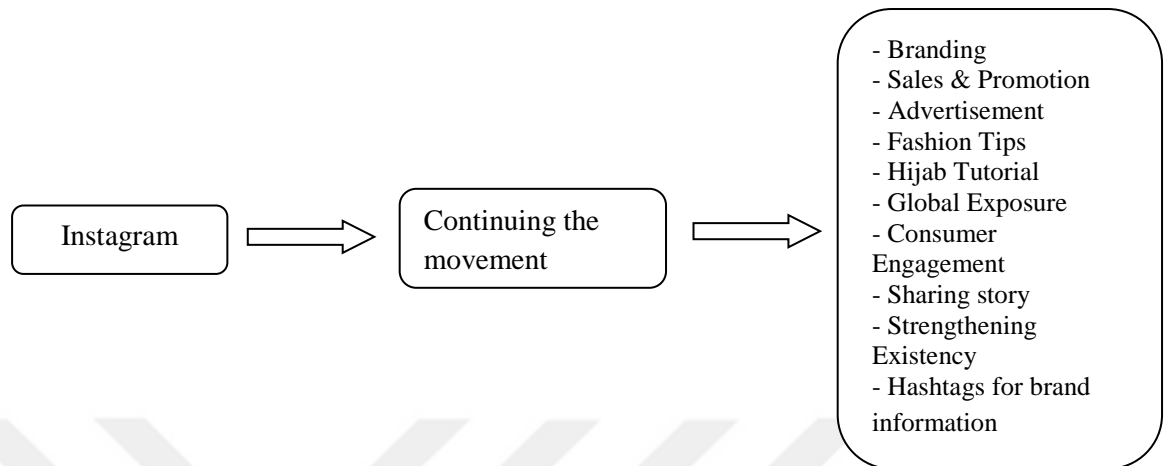 Instagram
Continuing the
movement
- Branding
- Sales & Promotion
- Advertisement
- Fashion Tips
- Hijab Tutorial
- Global Exposure
- Consumer
Engagement
- Sharing story
- Strengthening
Existency
- Hashtags for brand
information